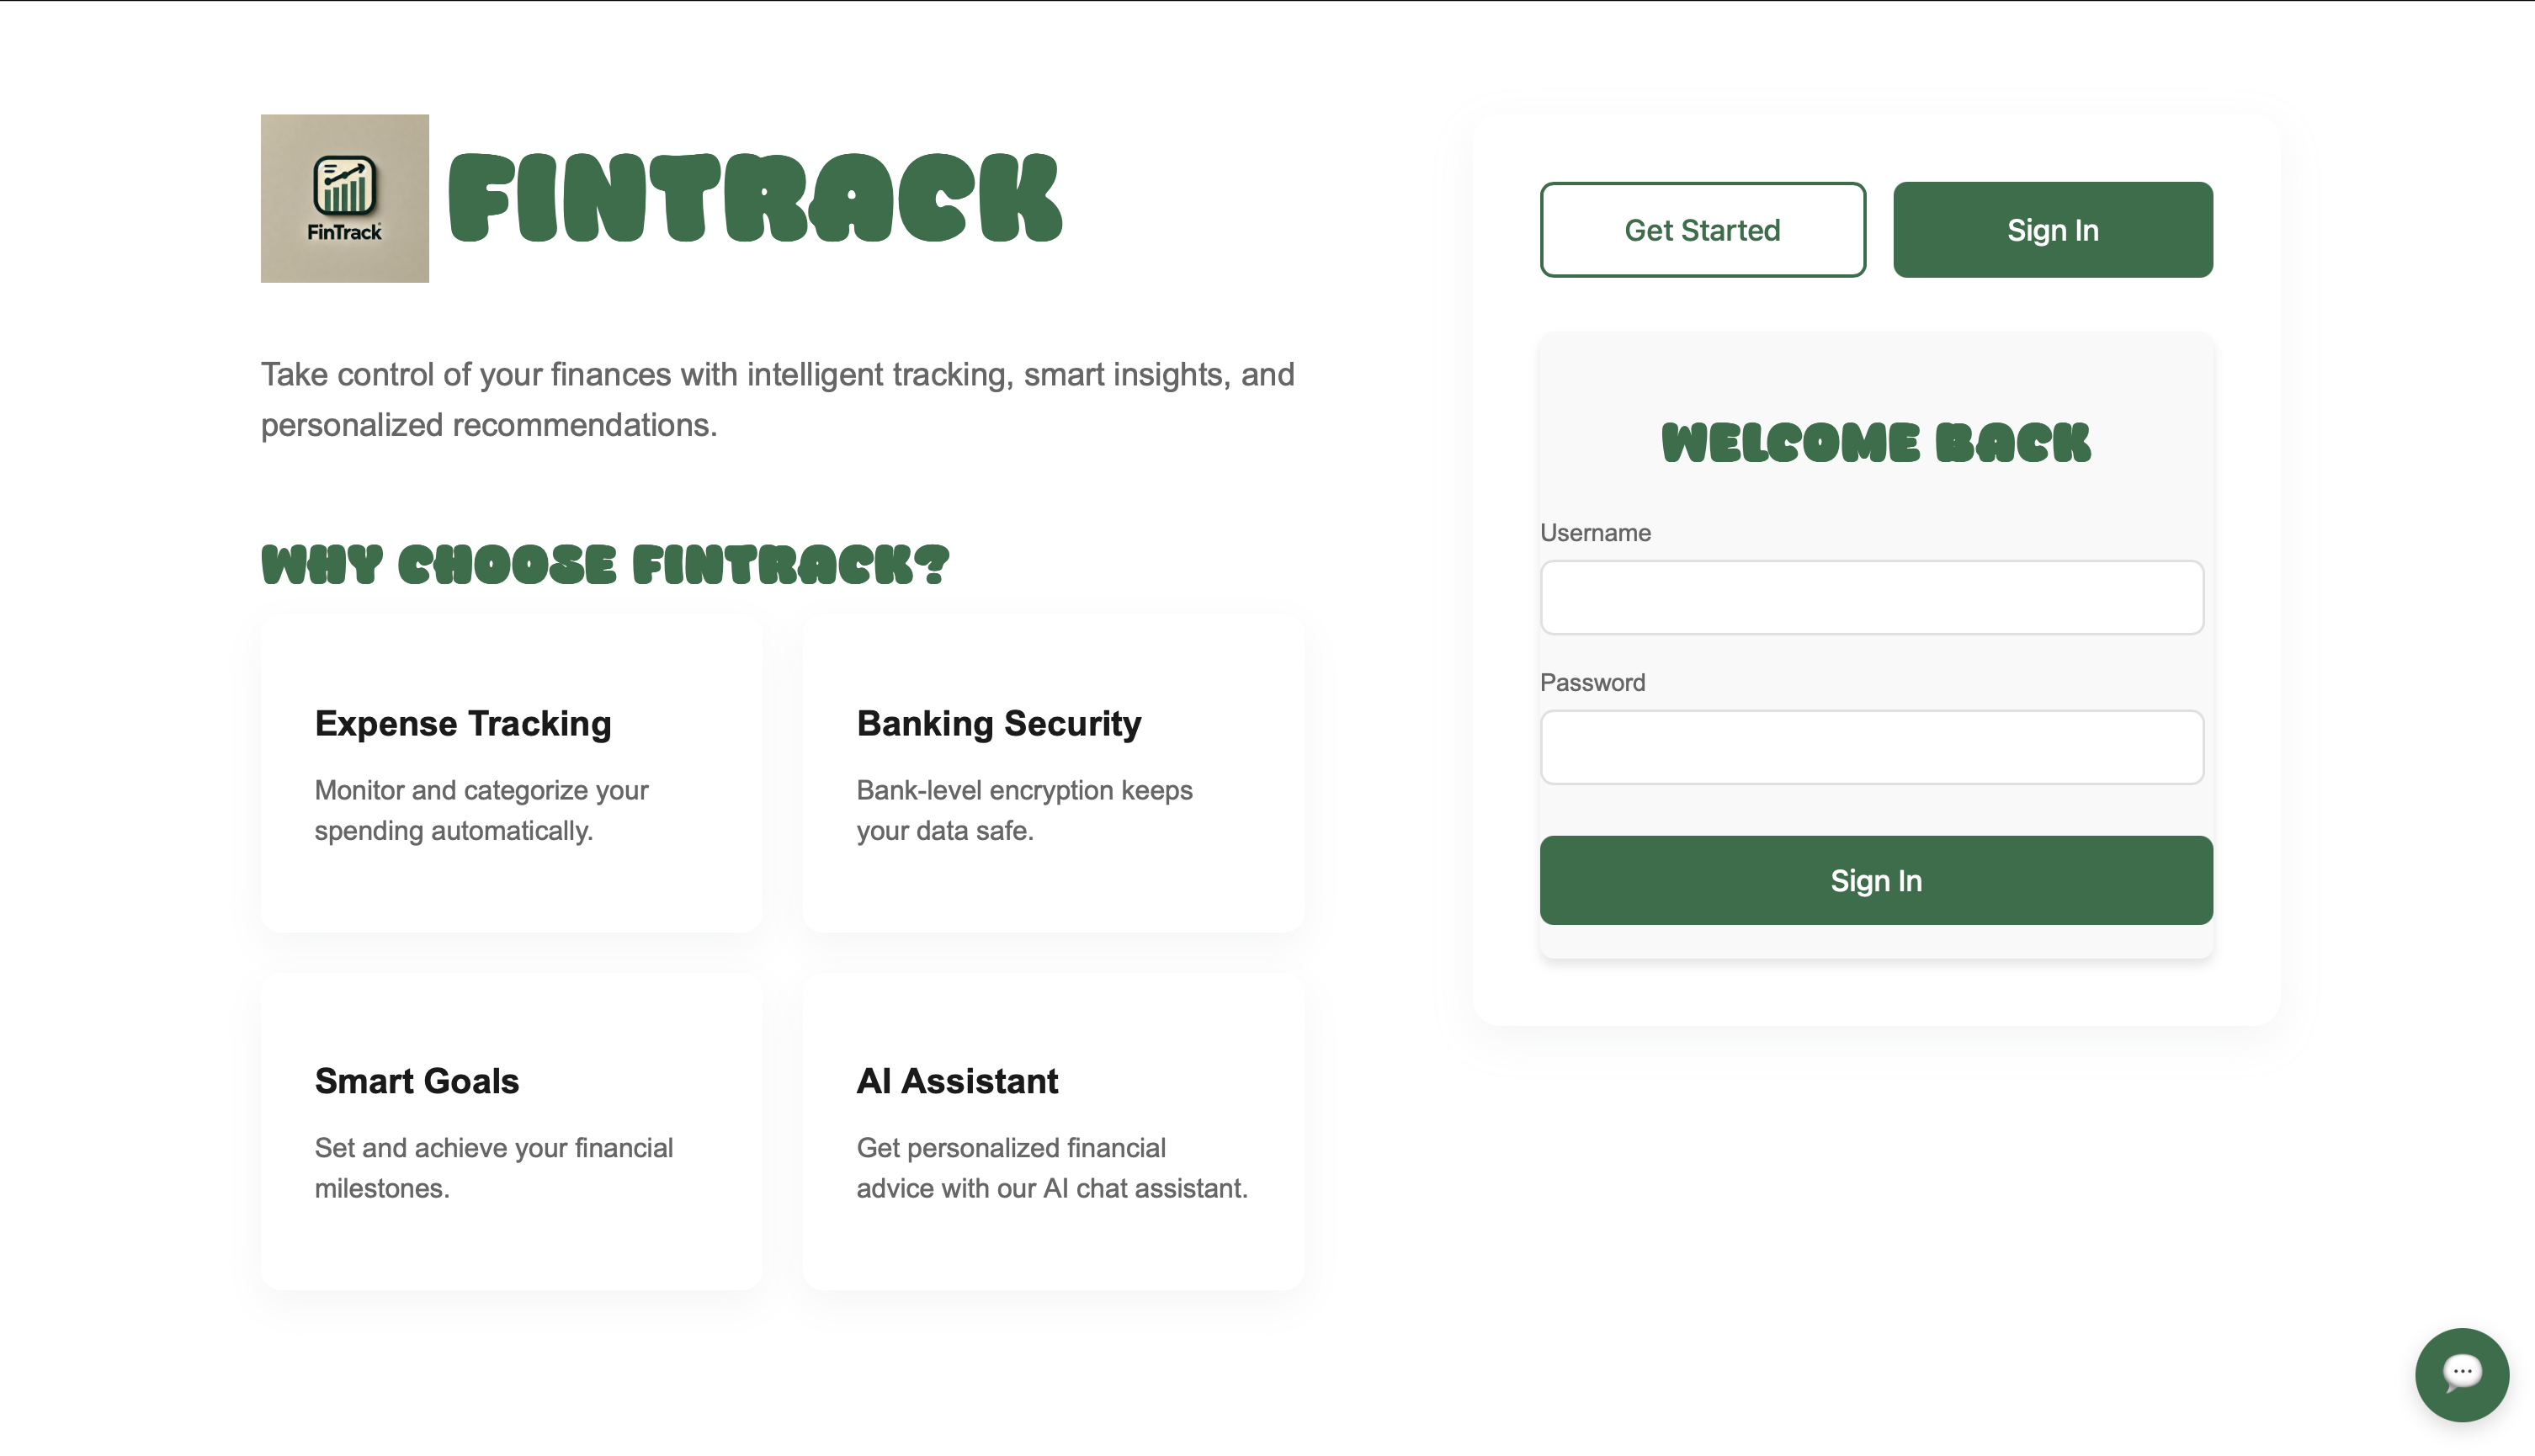 FinTrack
FINTRACK
Take control of your finances with intelligent tracking, smart insights, and
personalized recommendations.
WHY CHOOSE FINTRACK?
Expense Tracking
Monitor and categorize your
spending automatically.
Banking Security
Bank-level encryption keeps
your data safe.
Smart Goals
Set and achieve your financial
milestones.
AI Assistant
Get personalized financial
advice with our AI chat assistant.
Get Started
Sign In
WELCOME BACK
Username
Password
Sign In